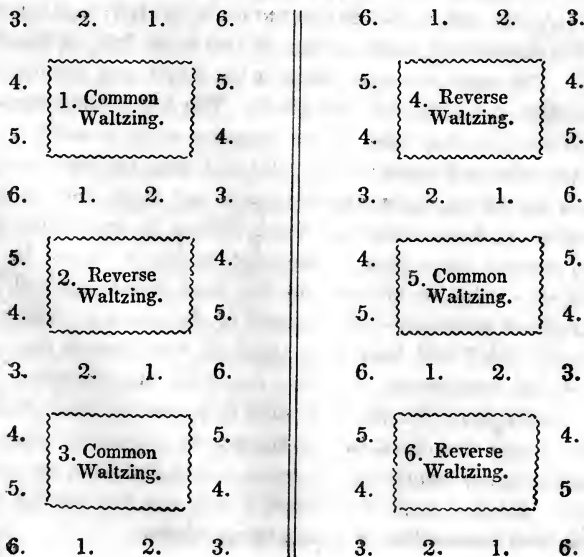 3. 2. 1. 6. 6. 1. 2. 3.
4. 5. 5. 4.
1. Common 4. Reverse
Waltzing. Waltzing.
5. 4. 4. 5.
6. 1. 2. 3. 3. 2. 1. 6.
5. 4. 4. 5.
2. Reverse 5. Common
Waltzing. Waltzing.
4. 5. 5. 4.
3. 2. 1. 6. 6. 1. 2. 3.
4. 5. 5. 4.
3. Common 6. Reverse
Waltzing. Waltzing.
5. 4. 4. 5
6. 1. 2. 3. 3. 2. 1. 6.